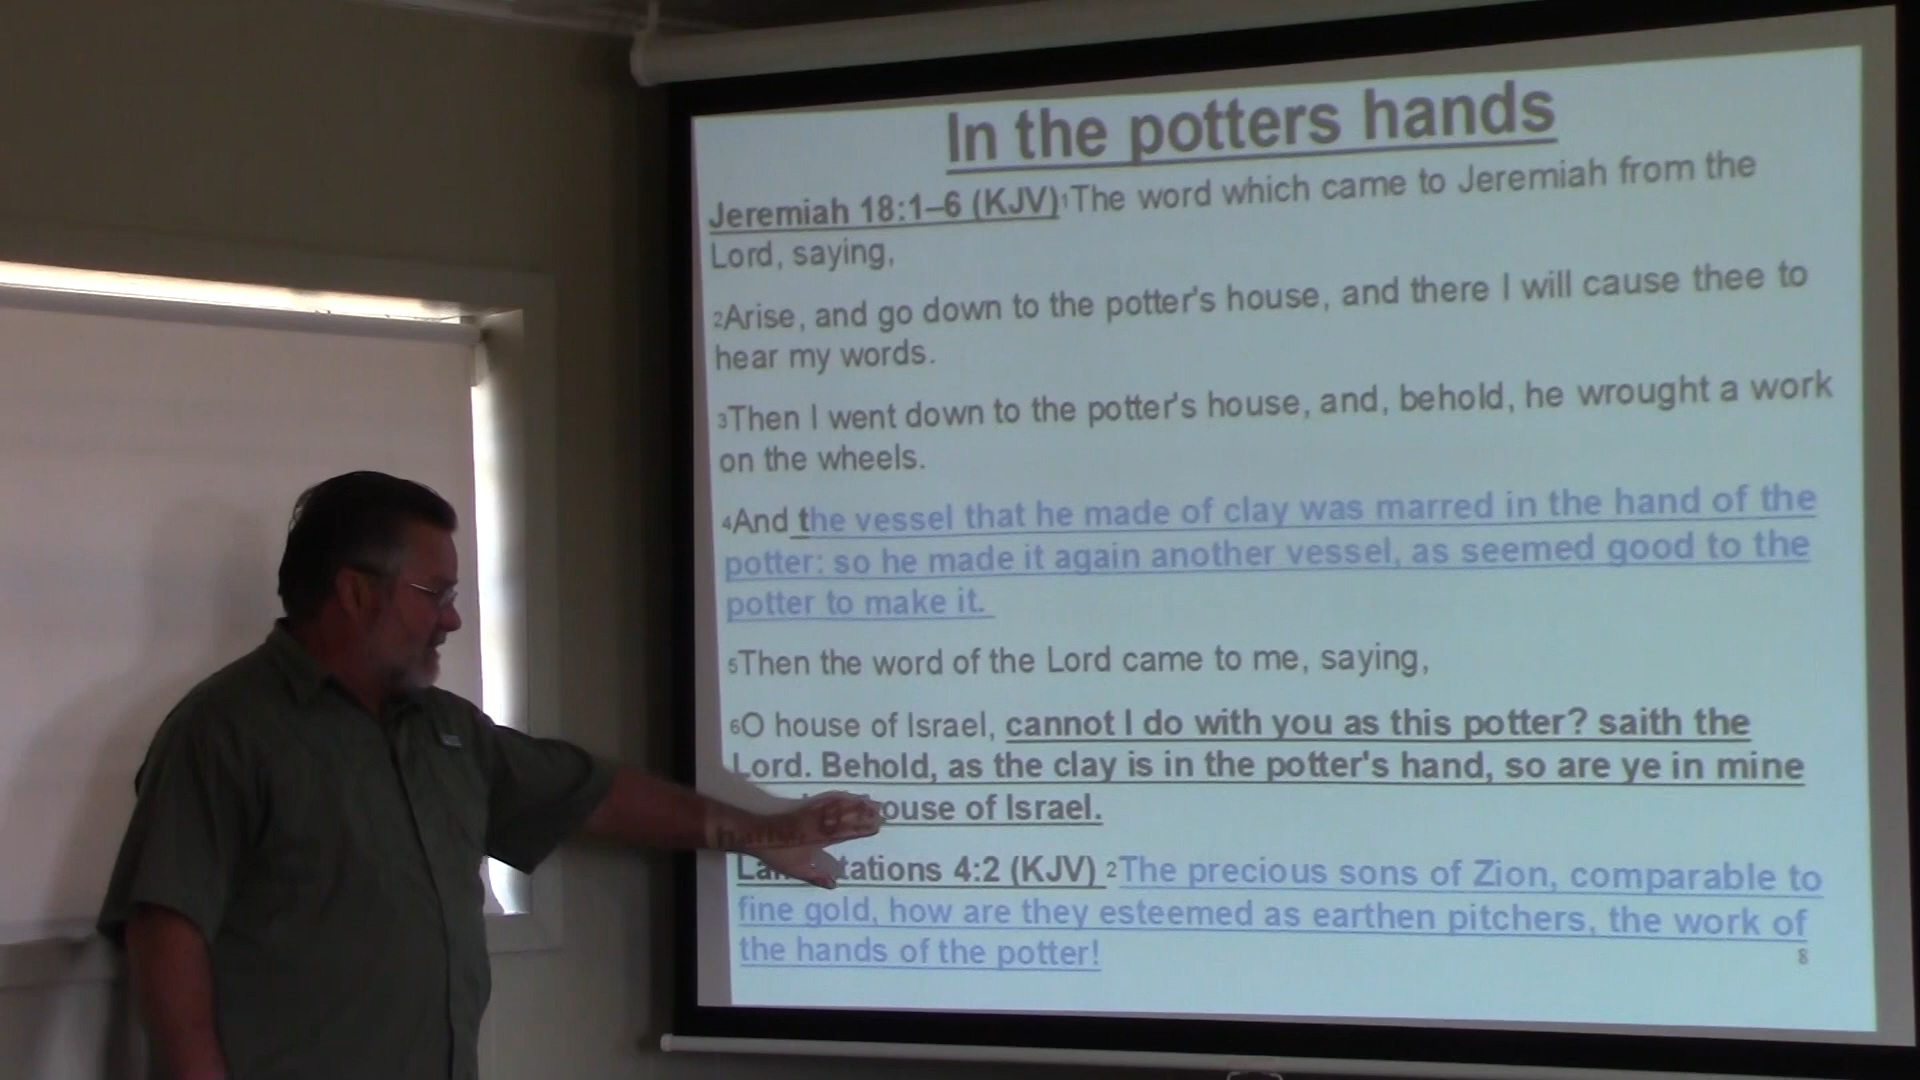 In the potters hands
Jeremiah 18:1–6 (KJV) 1The word which came to Jeremiah from the
Lord, saying,
2Arise, and go down to the potter's house, and there I will cause thee to
hear my words.
3Then I went down to the potter's house, and, behold, he wrought a work
on the wheels.
4And the vessel that he made of clay was marred in the hand of the
potter: so he made it again another vessel, as seemed good to the
potter to make it.
5Then the word of the Lord came to me, saying,
6O house of Israel, cannot I do with you as this potter? saith the
Lord. Behold, as the clay is in the potter's hand, so are ye in mine
hand, O house of Israel.
Lamentations 4:2 (KJV) 2The precious sons of Zion, comparable to
fine gold, how are they esteemed as earthen pitchers, the work of
the hands of the potter!
8